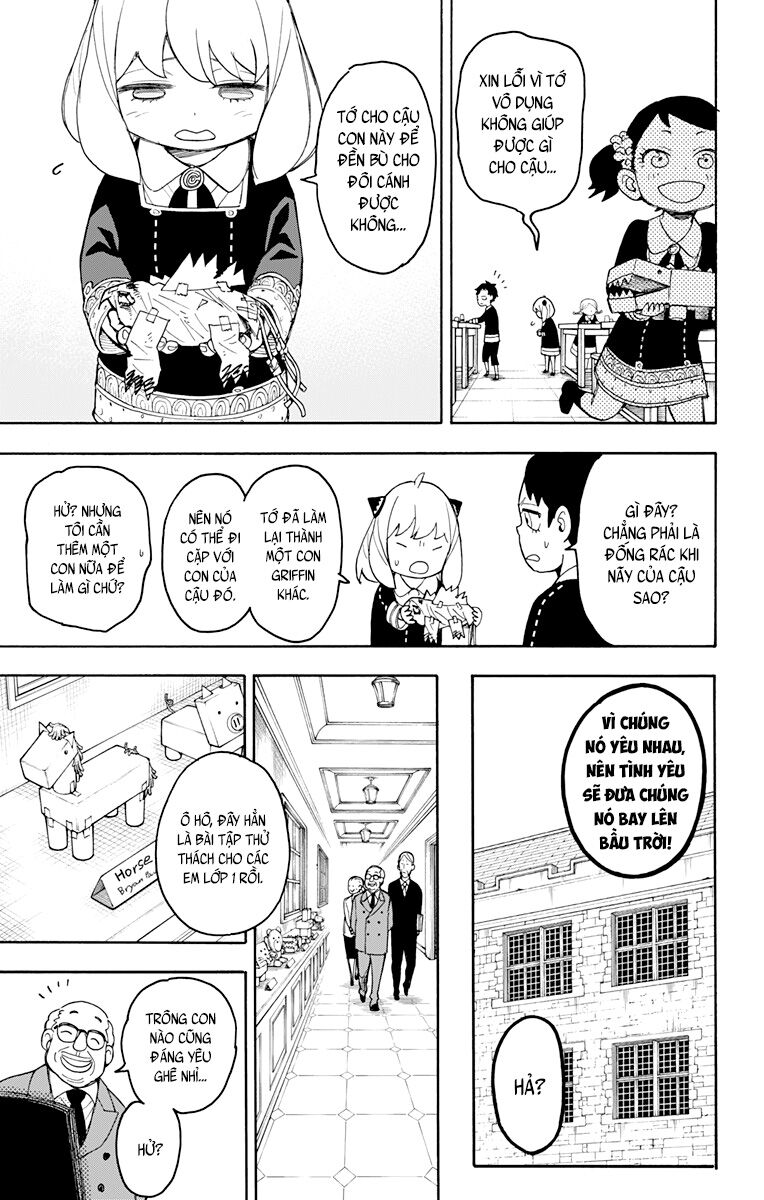 XIN LỖI VÌ TỚ
VÔ DỤNG
KHÔNG GIÚP
ĐƯỢC GÌ
CHO CẬU...
TỚ CHO CẬU
CON NÀY ĐỂ
ĐỀN BÙ CHO
ĐÔI CÁNH
ĐƯỢC
KHÔNG...
GÌ ĐÂY?
CHẲNG PHẢI LÀ
ĐỐNG RÁC KHI
NÃY CỦA CẬU
SAO?
TỚ ĐÃ LÀM
LẠI THÀNH
MỘT CON
GRIFFIN
KHÁC.
NÊN NÓ
CÓ THỂ ĐI
CẶP VỚI
CON CỦA
CẬU ĐÓ.
HỬ? NHƯNG
TÔI CẦN
THÊM MỘT
CON NỮA ĐỂ
LÀM GÌ CHỨ?
VÌ CHÚNG
NÓ YÊU NHAU,
NÊN TÌNH YÊU
SẼ ĐƯA CHÚNG
NÓ BAY LÊN
BẦU TRỜI!
HẢ?
Ô HÔ, ĐÂY HẲN
LÀ BÀI TẬP THỬ
THÁCH CHO CÁC
EM LỚP 1 RỒI.
Horse
TRÔNG CON
NÀO CŨNG
ĐÁNG YÊU
GHÊ NHỈ...
HỬ?